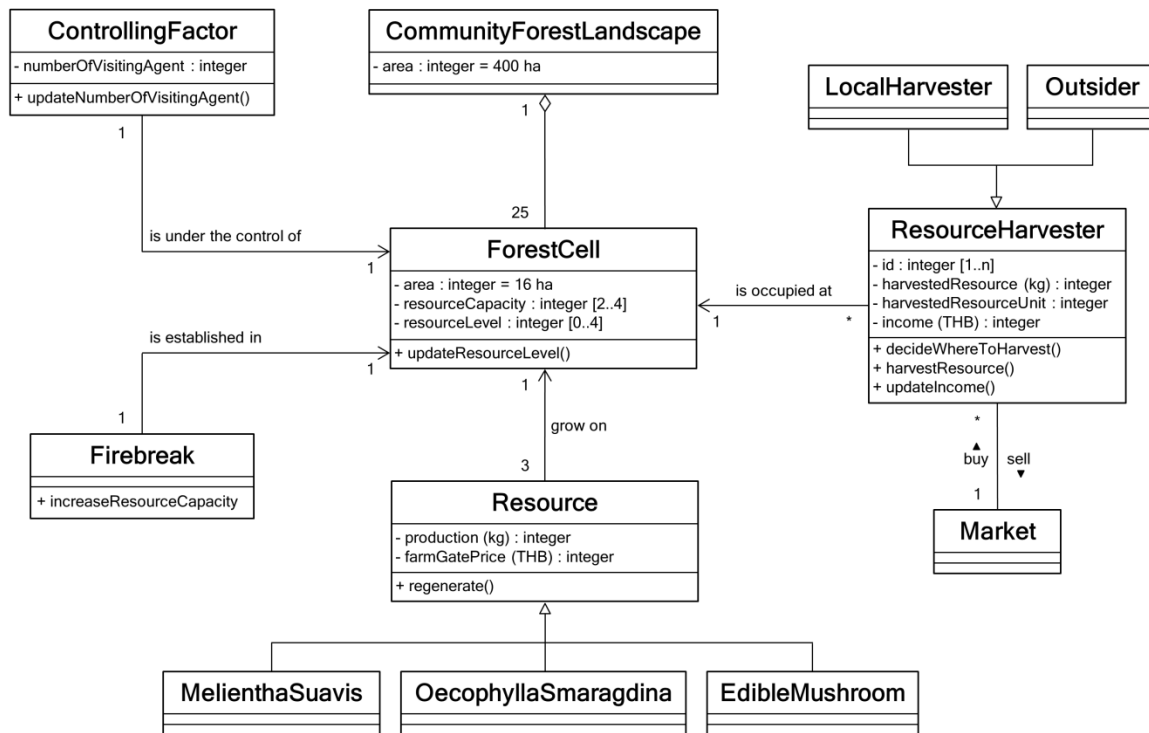 ControllingFactor
- numberOfVisitingAgent : integer
+ updateNumberOfVisitingAgent()
1
CommunityForestLandscape
- area : integer = 400 ha
1
25
LocalHarvester
Outsider
is under the control of
1
ForestCell
- area : integer = 16 ha
- resourceCapacity : integer [2..4]
- resourceLevel : integer [0..4]
+ updateResourceLevel()
is occupied at
1
*
ResourceHarvester
- id : integer [1..n]
- harvestedResource (kg) : integer
- harvestedResourceUnit : integer
- income (THB) : integer
+ decideWhereToHarvest()
+ harvestResource()
+ updateIncome()
is established in
1
1
Firebreak
+ increaseResourceCapacity
1
grow on
3
*
▲
buy
sell
▼
1
Market
Resource
- production (kg) : integer
- farmGatePrice (THB) : integer
+ regenerate()
MelienthaSuavis
OecophyllaSmaragdina
EdibleMushroom